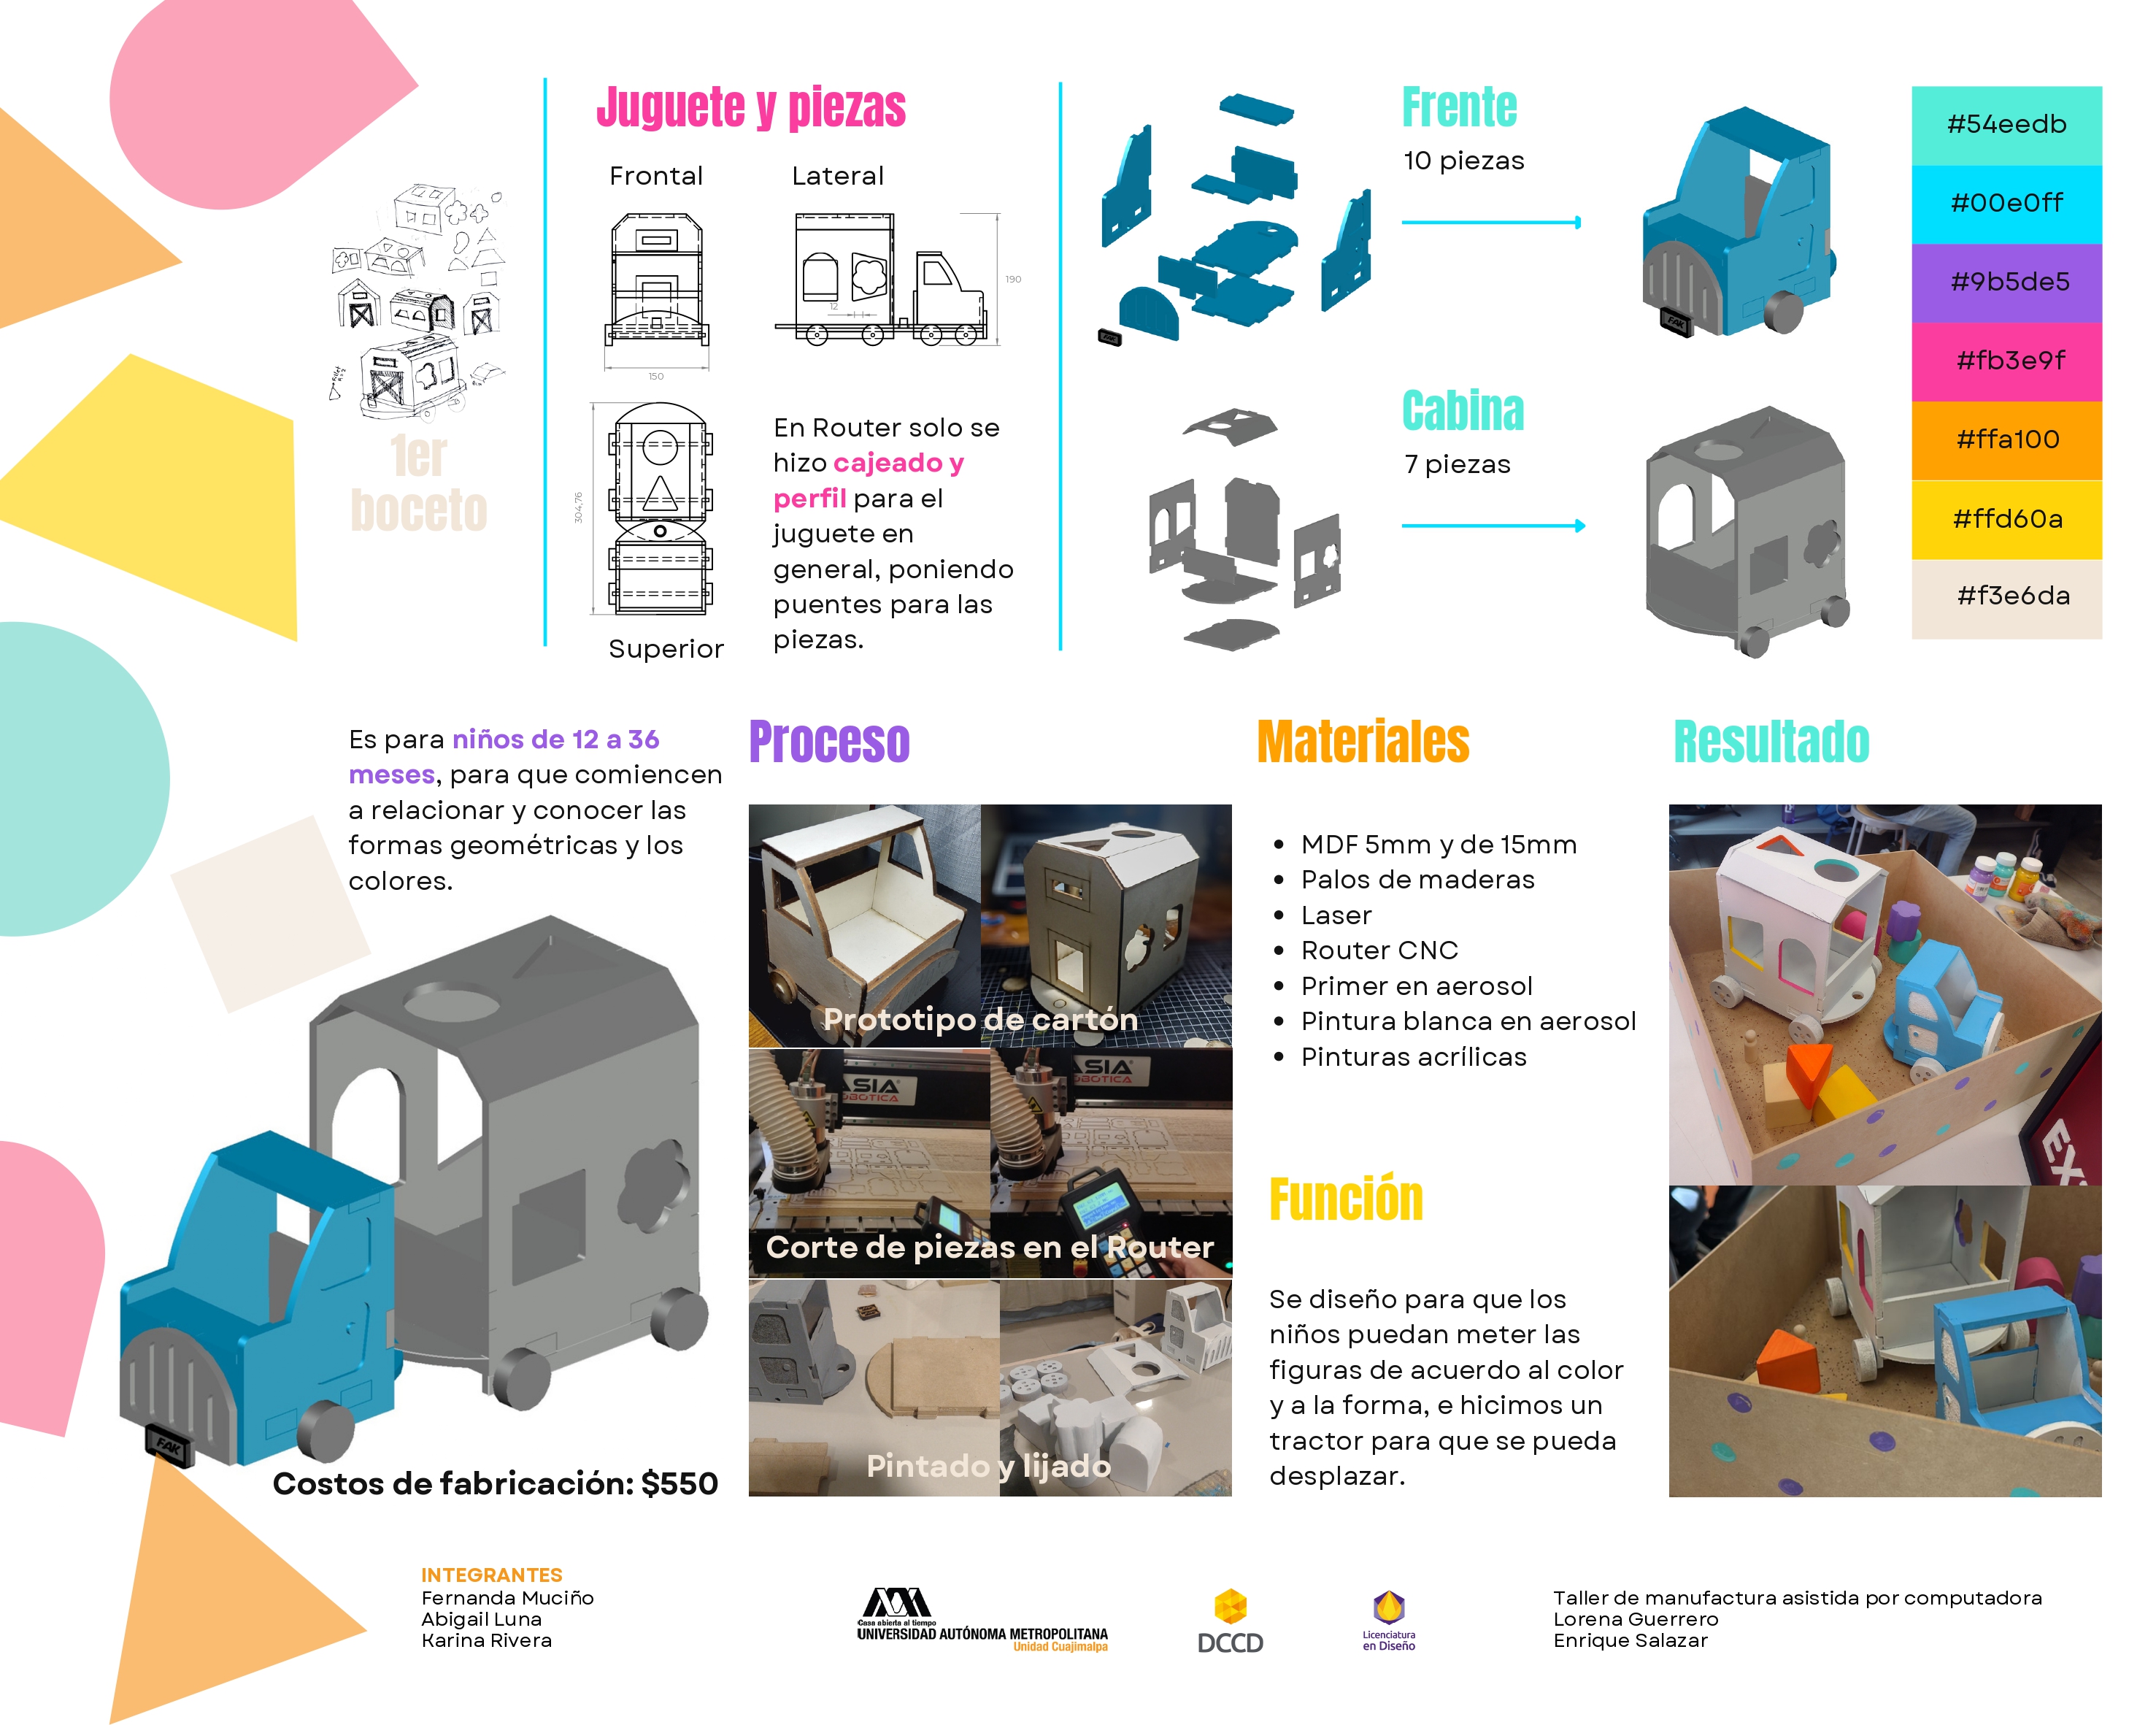 1er
boceto
Juguete y piezas
Frontal
Lateral
190
12
150
304,76
Superior
En Router solo se
hizo cajeado y
perfil para el
juguete en
general, poniendo
puentes para las
piezas.
Frente
10 piezas
FAK
Cabina
7 piezas
#54eedb
#00e0ff
#9b5de5
#fb3e9f
#ffa100
#ffd60a
#f3e6da
Es para niños de 12 a 36
meses, para que comiencen
a relacionar y conocer las
formas geométricas y los
colores.
FAK
Costos de fabricación: $550
Proceso
Prototipo de cartón
ASIA
ROBOTICA
ASIA
ROBOTICA
Corte de piezas en el Router
Pintado y lijado
Materiales
• MDF 5mm y de 15mm
• Palos de maderas
• Laser
• Router CNC
• Primer en aerosol
• Pintura blanca en aerosol
• Pinturas acrílicas
Función
Se diseño para que los
niños puedan meter las
figuras de acuerdo al color
y a la forma, e hicimos un
tractor para que se pueda
desplazar.
Resultado
EX
INTEGRANTES
Fernanda Muciño
Abigail Luna
Karina Rivera
Casa abierta al tiempo
UNIVERSIDAD AUTÓNOMA METROPOLITANA
Unidad Cuajimalpa
DCCD
Licenciatura
en Diseño
Taller de manufactura asistida por computadora
Lorena Guerrero
Enrique Salazar